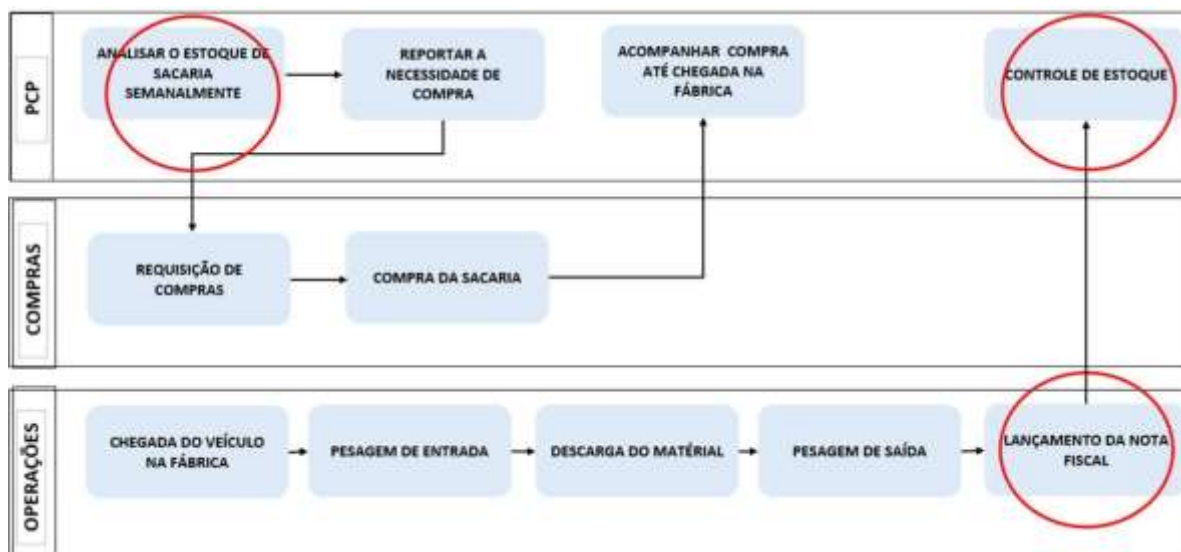 PCP
ANALISAR O ESTOQUE DE
SACARIA
SEMANALMENTE
REPORTAR A
NECESSIDADE DE
COMPRA
ACOMPANHAR COMPRA
ATÉ CHEGADA NA
FÁBRICA
CONTROLE DE ESTOQUE
COMPRAS
REQUISIÇÃO DE
COMPRAS
COMPRA DA SACARIA
OPERAÇÕES
CHEGADA DO VEÍCULO
NA FÁBRICA
PESAGEM DE ENTRADA
DESCARGA DO MATÉRIAL
PESAGEM DE SAÍDA
LANÇAMENTO DA NOTA
FISCAL